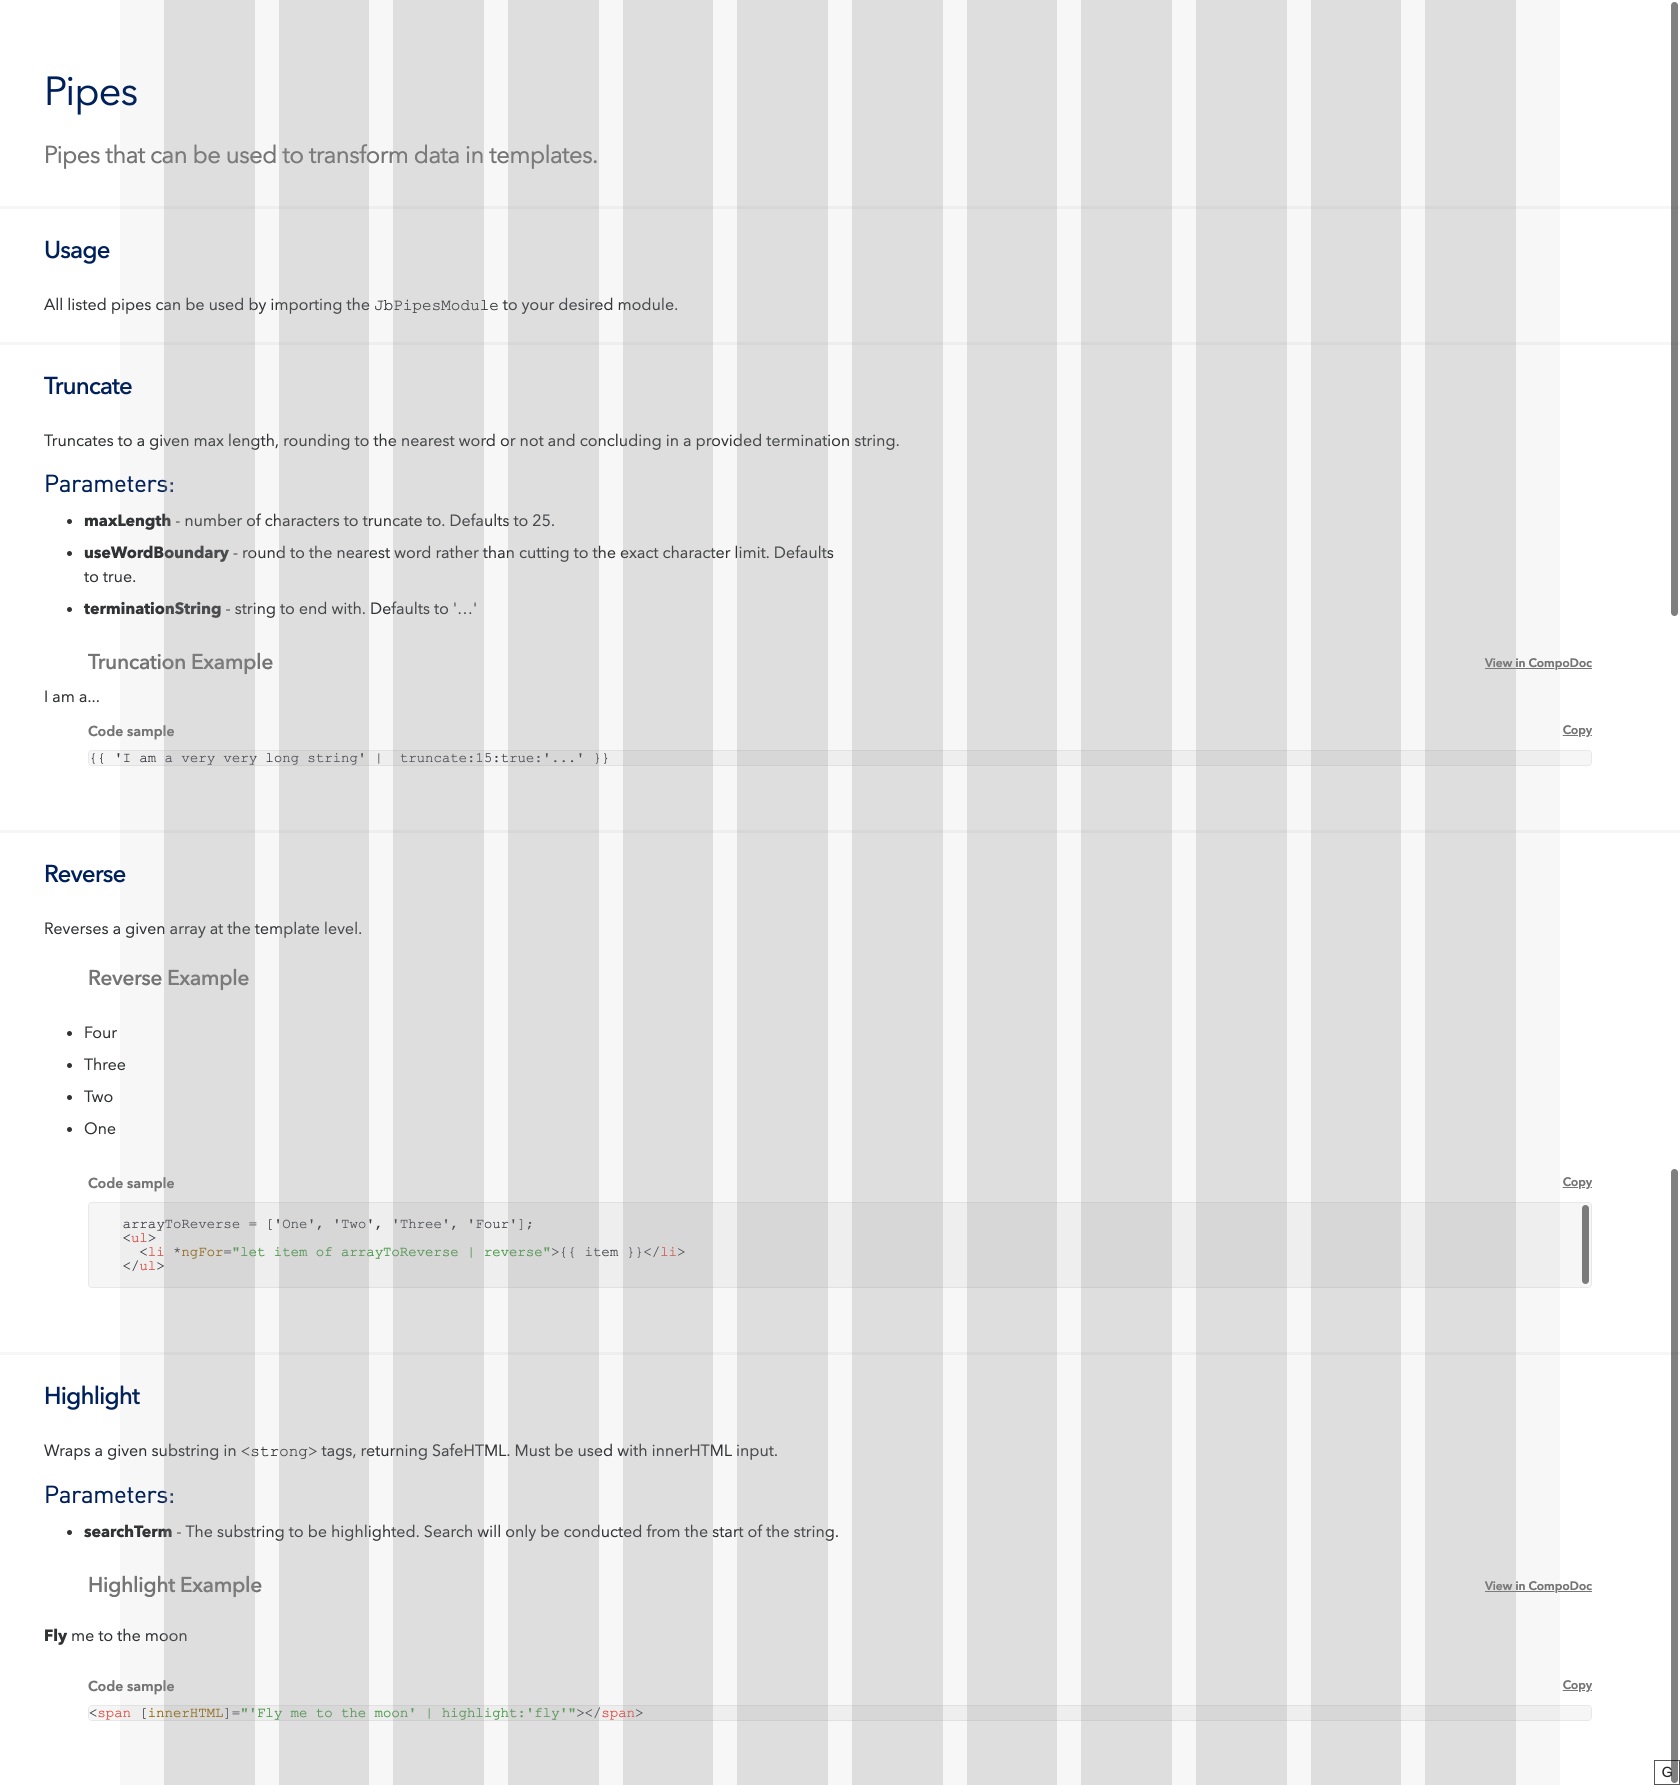 Pipes
Pipes that can be used to transform data in templates.
Usage
All listed pipes can be used by importing the JbPipesModule to your desired module.
Truncate
Truncates to a given max length, rounding to the nearest word or not and concluding in a provided termination string.
Parameters:
• maxLength - number of characters to truncate to. Defaults to 25.
• useWordBoundary - round to the nearest word rather than cutting to the exact character limit. Defaults
to true.
• terminationString - string to end with. Defaults to '…'
Truncation Example View in CompoDoc
I am a...
Code sample Copy
{{ 'I am a very very long string' |  truncate:15:true:'...' }}
Reverse
Reverses a given array at the template level.
Reverse Example
• Four
• Three
• Two
• One
Code sample Copy
arrayToReverse = ['One', 'Two', 'Three', 'Four'];
<ul>
  <li *ngFor="let item of arrayToReverse | reverse">{{ item }}</li>
</ul>
Highlight
Wraps a given substring in <strong> tags, returning SafeHTML. Must be used with innerHTML input.
Parameters:
• searchTerm - The substring to be highlighted. Search will only be conducted from the start of the string.
Highlight Example View in CompoDoc
Fly me to the moon
Code sample Copy
<span [innerHTML]="'Fly me to the moon' | highlight:'fly'"></span>
G